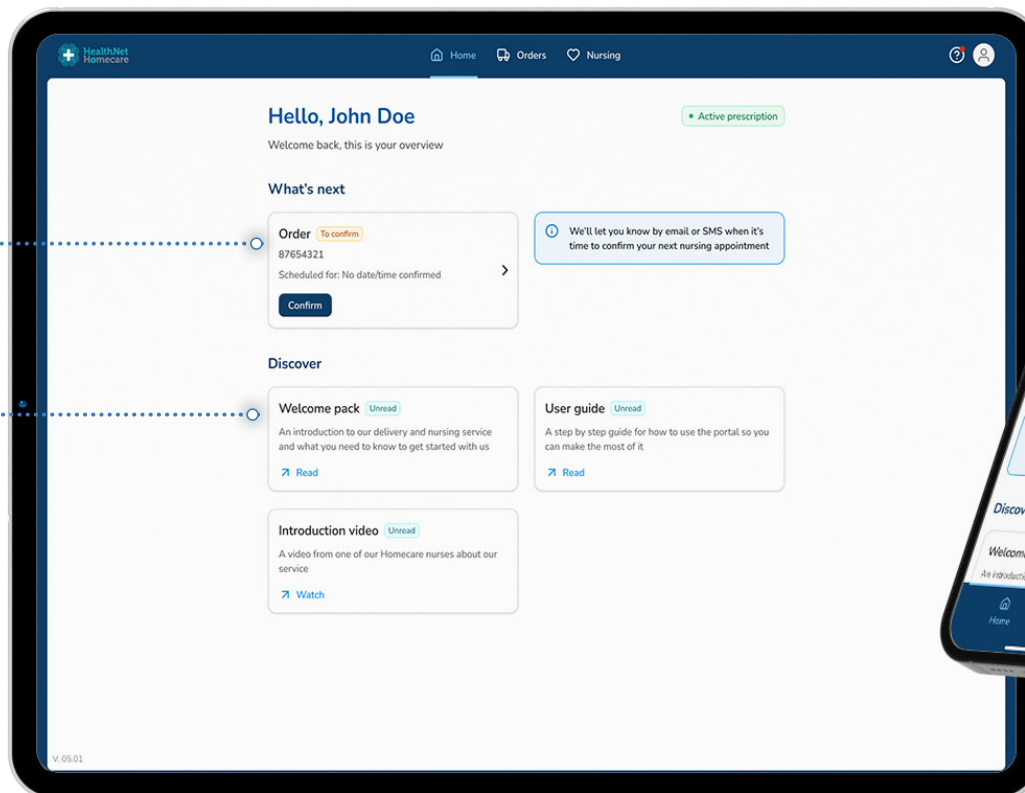 HealthNet
Homecare
Home
Orders
Nursing
Hello, John Doe
Active prescription
Welcome back, this is your overview
What's next
Order To confirm
87654321
Scheduled for: No date/time confirmed
Confirm
We'll let you know by email or SMS when it's
time to confirm your next nursing appointment
Discover
Welcome pack Unread
An introduction to our delivery and nursing service
and what you need to know to get started with us
Read
User guide Unread
A step by step guide for how to use the portal so you
can make the most of it
Read
Introduction video Unread
A video from one of our Homecare nurses about our
service
Watch
V. 05.01
Home